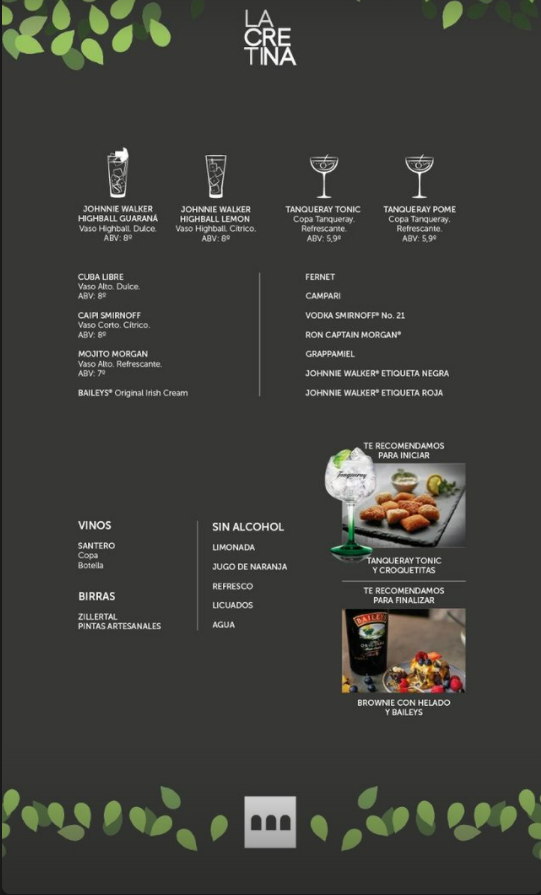 LA
CRE
TINA
JOHNNIE WALKER
HIGHBALL GUARANÁ
Vaso Highball. Dulce.
ABV: 8º
JOHNNIE WALKER
HIGHBALL LEMON
Vaso Highball. Cítrico.
ABV: 8º
TANQUERAY TONIC
Copa Tanqueray.
Refrescante.
ABV: 5,9º
TANQUERAY POME
Copa Tanqueray.
Refrescante.
ABV: 5,9º
CUBA LIBRE
Vaso Alto. Dulce.
ABV: 8º
CAIPI SMIRNOFF
Vaso Corto. Cítrico.
ABV: 8º
MOJITO MORGAN
Vaso Alto. Refrescante.
ABV: 7º
BAILEYS® Original Irish Cream
FERNET
CAMPARI
VODKA SMIRNOFF® No. 21
RON CAPTAIN MORGAN®
GRAPPAMIEL
JOHNNIE WALKER® ETIQUETA NEGRA
JOHNNIE WALKER® ETIQUETA ROJA
VINOS
SANTERO
Copa
Botella
BIRRAS
ZILLERTAL
PINTAS ARTESANALES
SIN ALCOHOL
LIMONADA
JUGO DE NARANJA
REFRESCO
LICUADOS
AGUA
TE RECOMENDAMOS
PARA INICIAR
Tanqueray
TANQUERAY TONIC
Y CROQUETITAS
TE RECOMENDAMOS
PARA FINALIZAR
BAILEYS
BROWNIE CON HELADO
Y BAILEYS